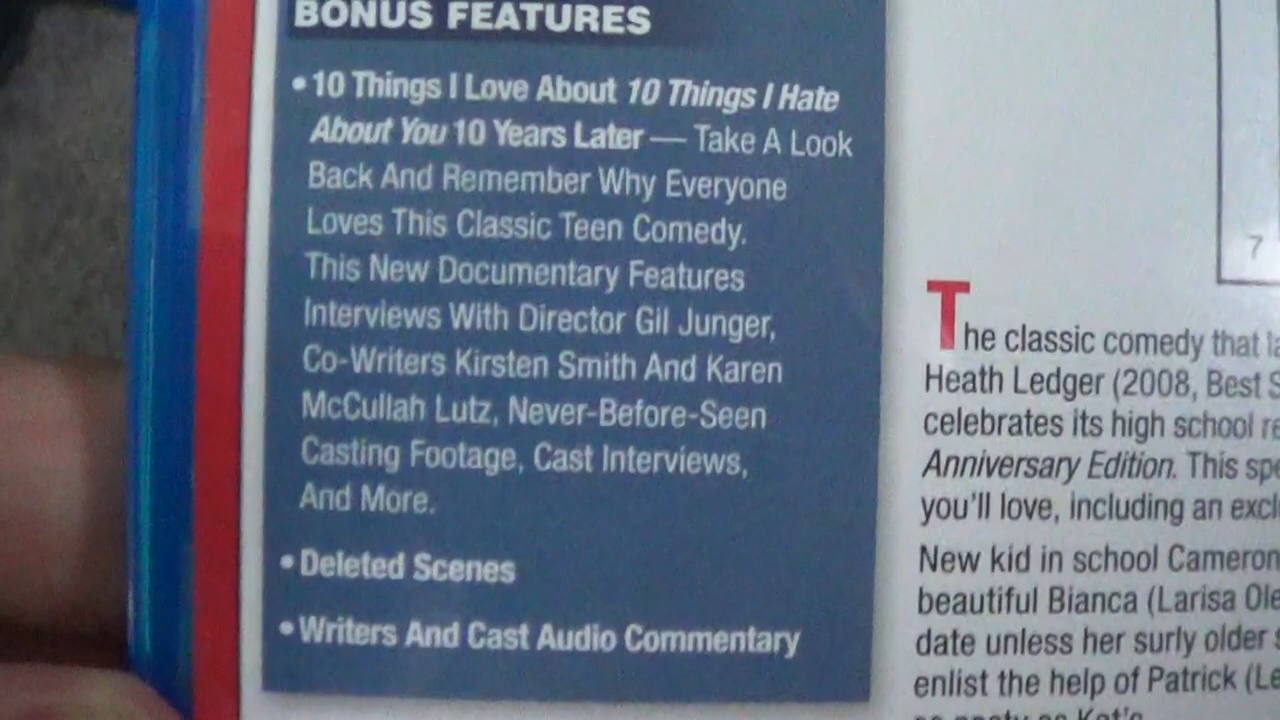 BONUS FEATURES
• 10 Things I Love About 10 Things I Hate
About You 10 Years Later — Take A Look
Back And Remember Why Everyone
Loves This Classic Teen Comedy.
This New Documentary Features
Interviews With Director Gil Junger,
Co-Writers Kirsten Smith And Karen
McCullah Lutz, Never-Before-Seen
Casting Footage, Cast Interviews,
And More.
• Deleted Scenes
• Writers And Cast Audio Commentary
7
The classic comedy that
Heath Ledger (2008, Best
celebrates its high school
Anniversary Edition. This
you'll love, including an
New kid in school Cameron
beautiful Bianca (Larisa
date unless her surly older
enlist the help of Patrick